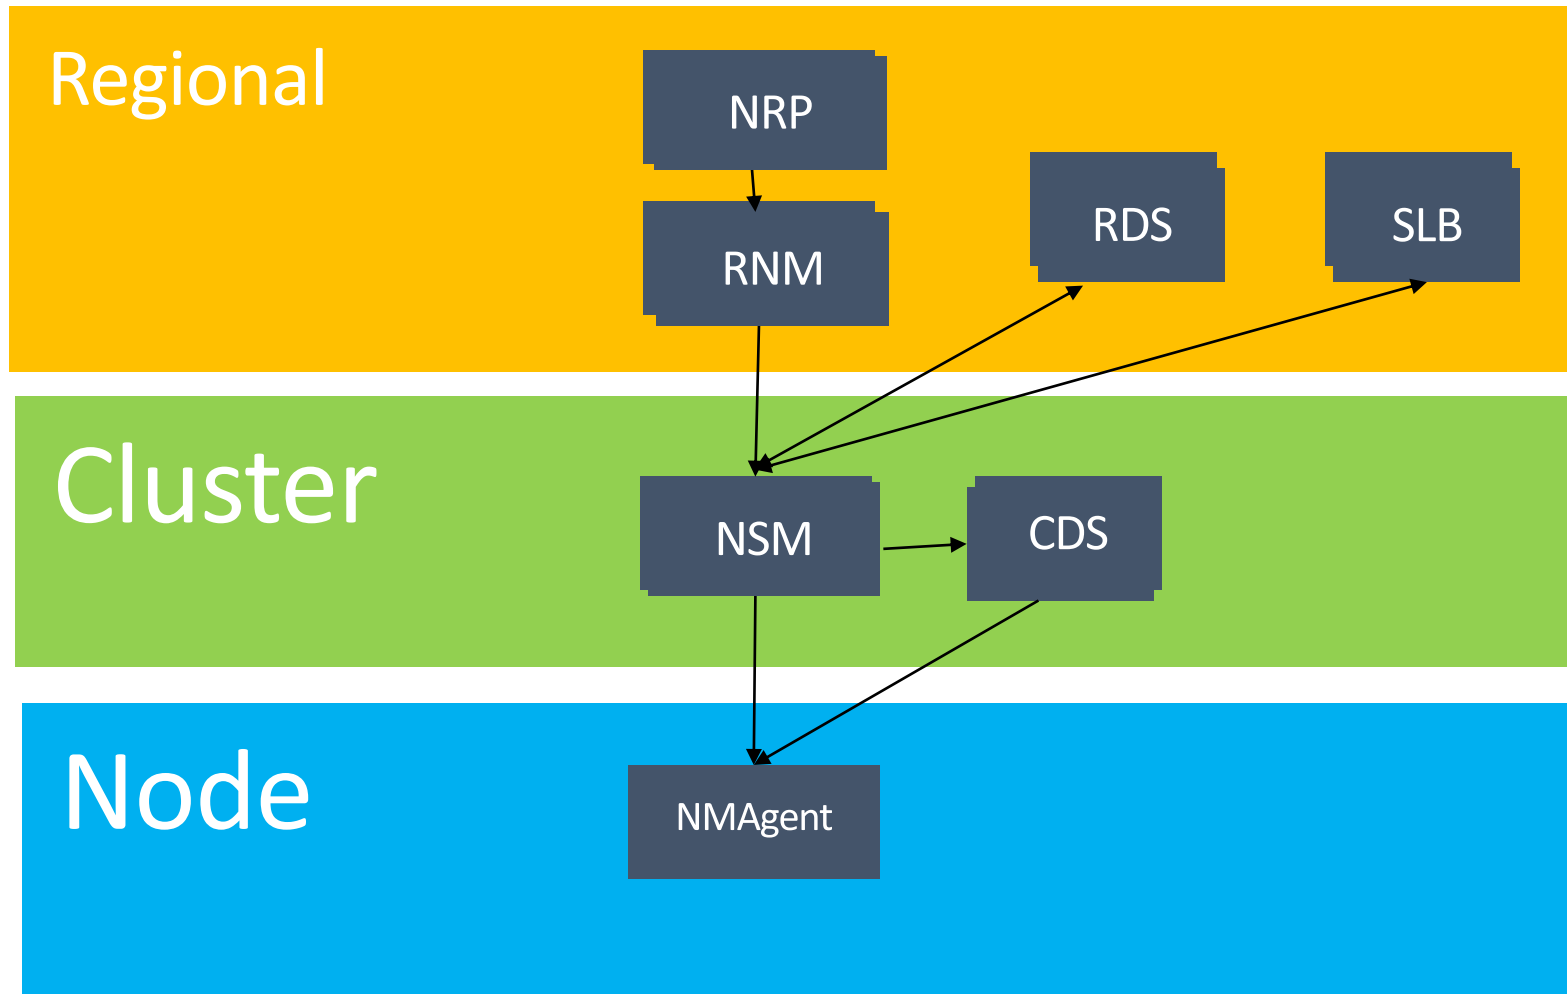 Regional
NRP
RDS
SLB
RNM
Cluster
NSM
CDS
Node
NMAgent